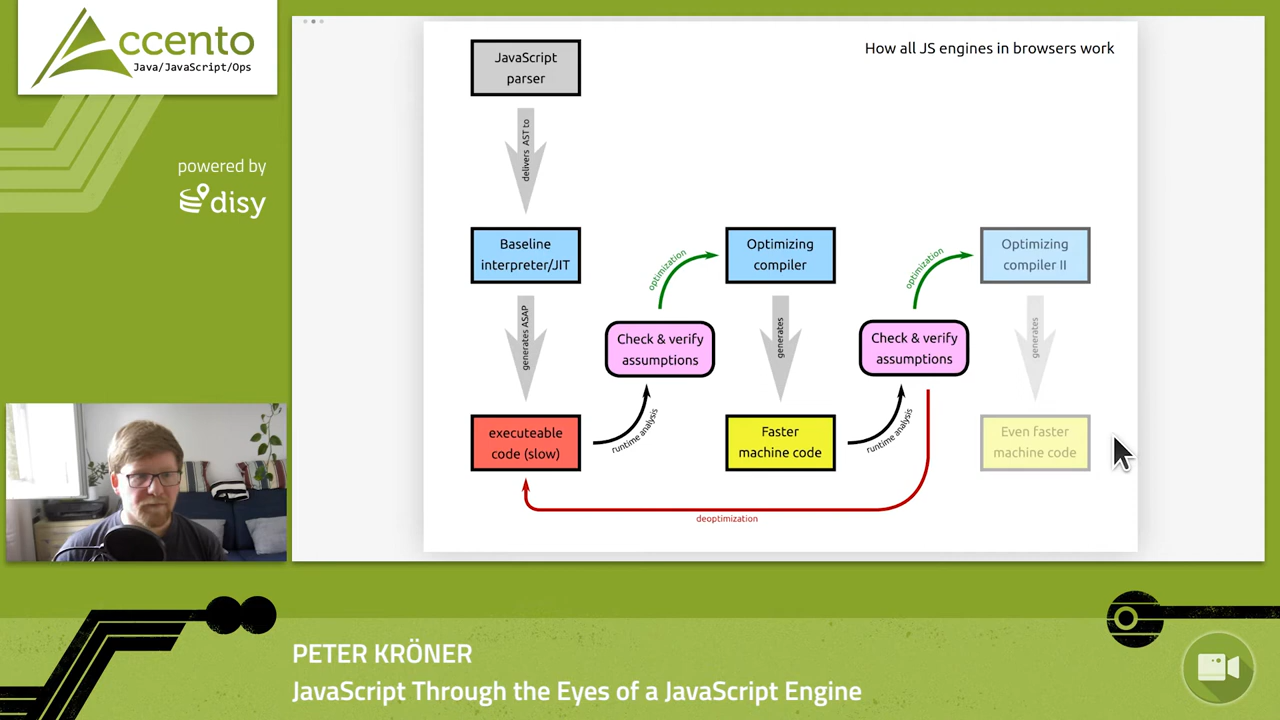 Accento
Java/JavaScript/Ops
powered by
disy
How all JS engines in browsers work
JavaScript
parser
delivers AST to
Baseline
interpreter/JIT
optimization
Optimizing
compiler
optimization
Optimizing
compiler II
generates ASAP
Check & verify
assumptions
generates
Check & verify
assumptions
generates
executeable
code (slow)
runtime analysis
Faster
machine code
runtime analysis
Even faster
machine code
deoptimization
PETER KRÖNER
JavaScript Through the Eyes of a JavaScript Engine